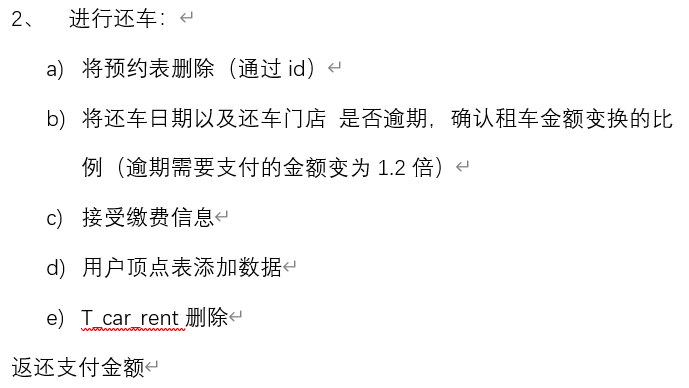 2、 进行还车：
a) 将预约表删除（通过 id）
b) 将还车日期以及还车门店 是否逾期，确认租车金额变换的比
例（逾期需要支付的金额变为 1.2 倍）
c) 接受缴费信息
d) 用户顶点表添加数据
e) T_car_rent 删除
返还支付金额